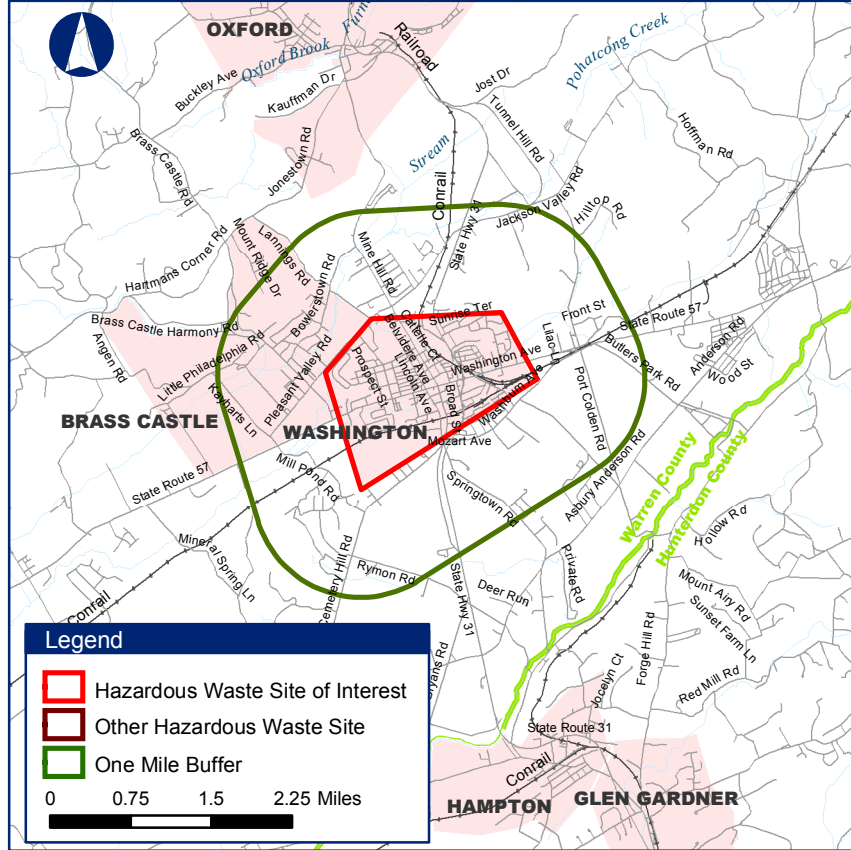 OXFORD
Furn
Oxford Brook
Railroad
Buckley Ave
Kauffman Dr
Jost Dr
Pohatcong Creek
Tunnel Hill Rd
Hoffman Rd
Brass Castle Rd
Jonestown Rd
Stream
Conrail
State Hwy 31
Jackson Valley Rd
Hilltop Rd
Hartmans Corner Rd
Mount Ridge Dr
Lannings Rd
Mine Hill Rd
Bowerstown Rd
Brass Castle Harmony Rd
Angen Rd
Little Philadelphia Rd
Pleasant Valley Rd
Kayharts Ln
Sunrise Ter
Catlene Ct
Belvidere Ave
Lincoln Ave
Prospect St
Broad St
Washington Ave
Washburn Ave
Lilac Ln
Front St
State Route 57
Butlers Park Rd
Anderson Rd
Wood St
Port Colden Rd
BRASS CASTLE
WASHINGTON
Mozart Ave
State Route 57
Mill Pond Rd
Springtown Rd
Asbury Anderson Rd
Warren County
Hunterdon County
Hollow Rd
Mineral Spring Ln
Cemetery Hill Rd
Rymon Rd
State Hwy 31
Deer Run
Private Rd
Mount Airy Rd
Sunset Farm Ln
Forge Hill Rd
Jocelyn Ct
Red Mill Rd
Conrail
ryans Rd
State Route 31
Conrail
HAMPTON
GLEN GARDNER
Legend
Hazardous Waste Site of Interest
Other Hazardous Waste Site
One Mile Buffer
0 0.75 1.5 2.25 Miles